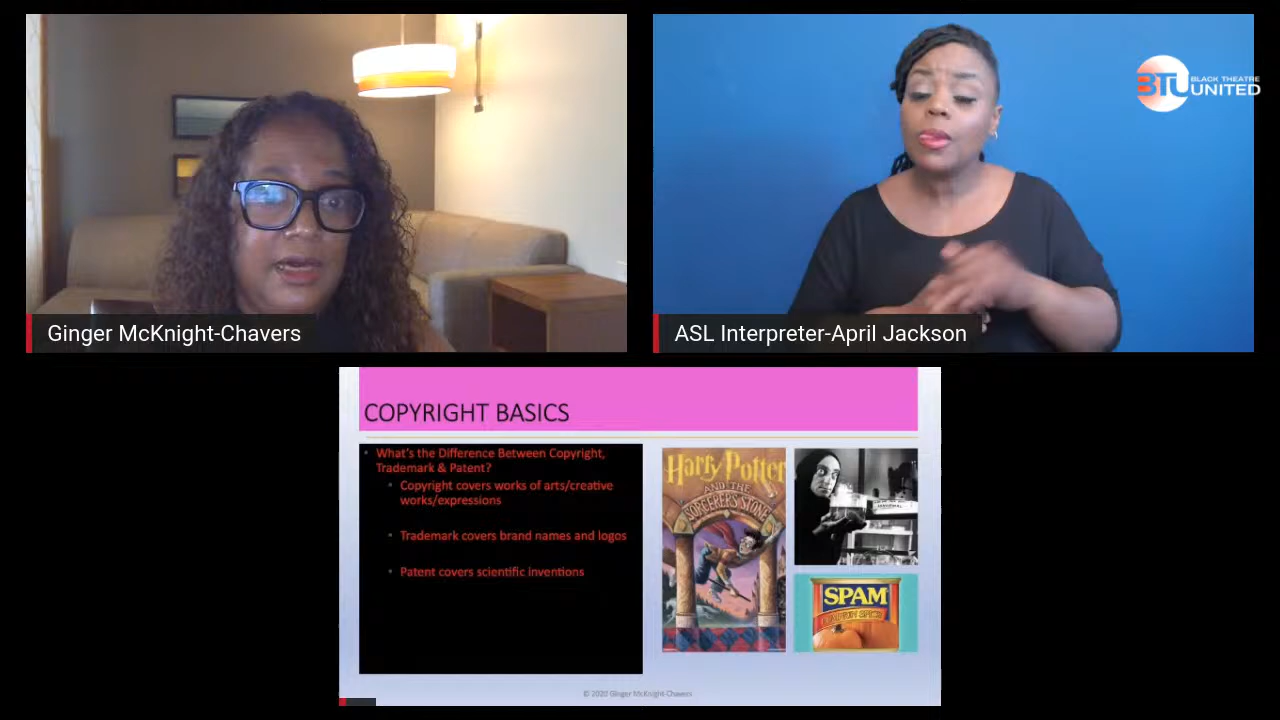 BTU BLACK THEATRE
UNITED
Ginger McKnight-Chavers
ASL Interpreter-April Jackson
COPYRIGHT BASICS
What's the Difference Between Copyright,
Trademark & Patent?
Copyright covers works of arts/creative
works/expressions
Trademark covers brand names and logos
Patent covers scientific inventions
Harry Potter
AND THE
SORCERER'S STONE
SPAM
PUMPKIN SPICE
© 2020 Ginger McKnight-Chavers